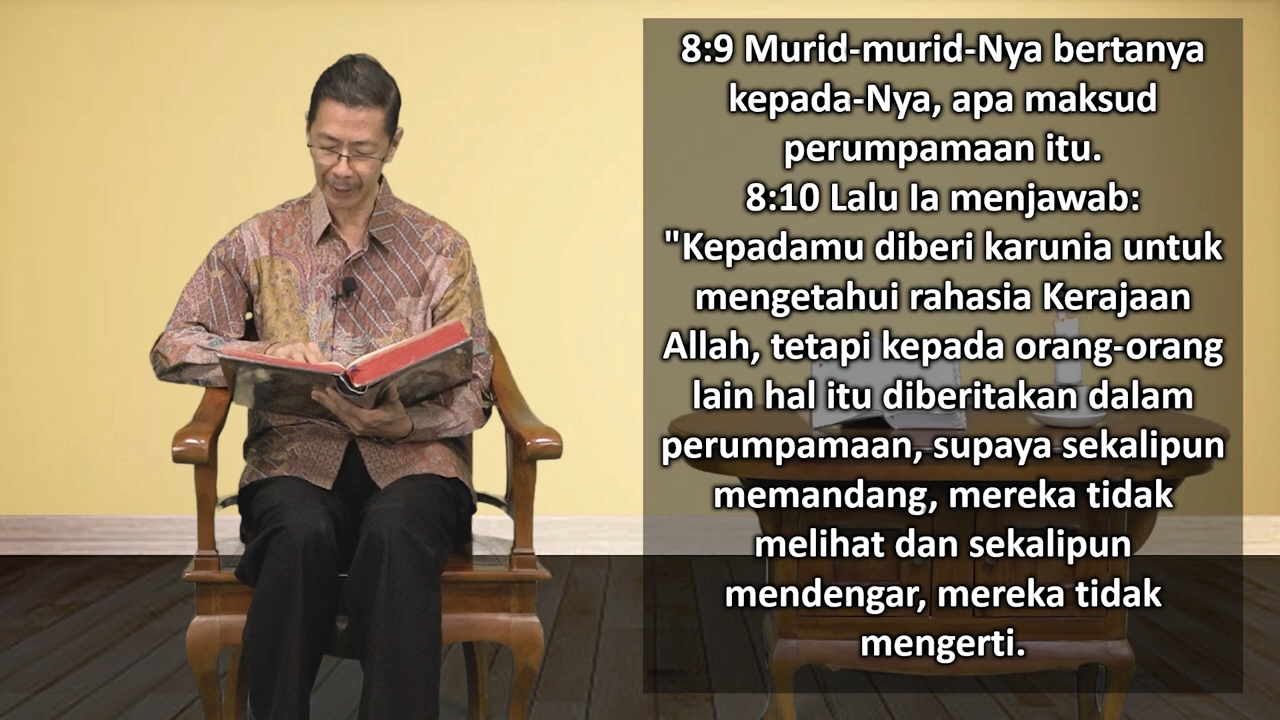 8:9 Murid-murid-Nya bertanya
kepada-Nya, apa maksud
perumpamaan itu.
8:10 Lalu Ia menjawab:
"Kepadamu diberi karunia untuk
mengetahui rahasia Kerajaan
Allah, tetapi kepada orang-orang
lain hal itu diberitakan dalam
perumpamaan, supaya sekalipun
memandang, mereka tidak
melihat dan sekalipun
mendengar, mereka tidak
mengerti.